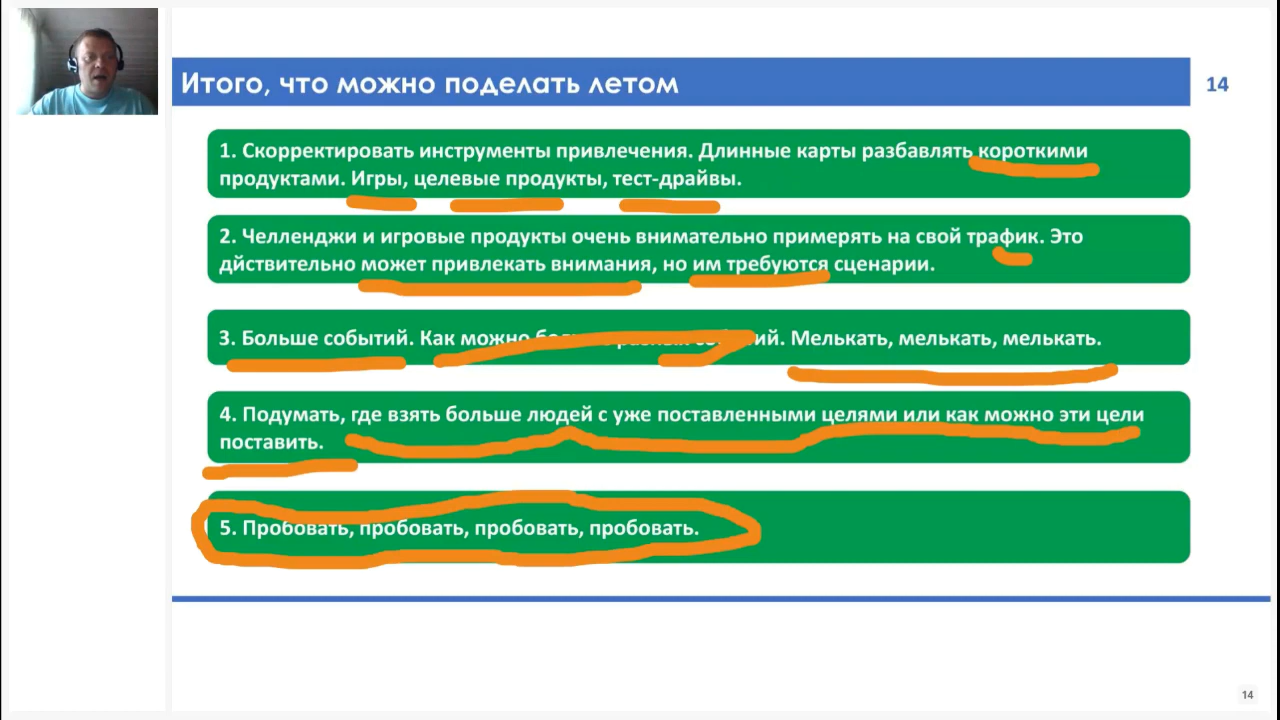 Итого, что можно поделать летом
14
1. Скорректировать инструменты привлечения. Длинные карты разбавлять короткими
продуктами. Игры, целевые продукты, тест-драйвы.
2. Челленджи и игровые продукты очень внимательно примерять на свой трафик. Это
дйствительно может привлекать внимания, но им требуются сценарии.
3. Больше событий. Как можно Мелькать, мелькать, мелькать.
4. Подумать, где взять больше людей с уже поставленными целями или как можно эти цели
поставить.
5. Пробовать, пробовать, пробовать, пробовать.
14